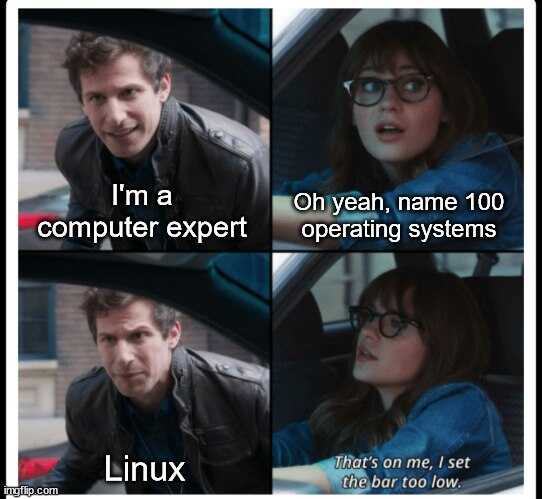 I'm a
computer expert
Oh yeah, name 100
operating systems
Linux
That's on me, I set
the bar too low.
imgflip.com